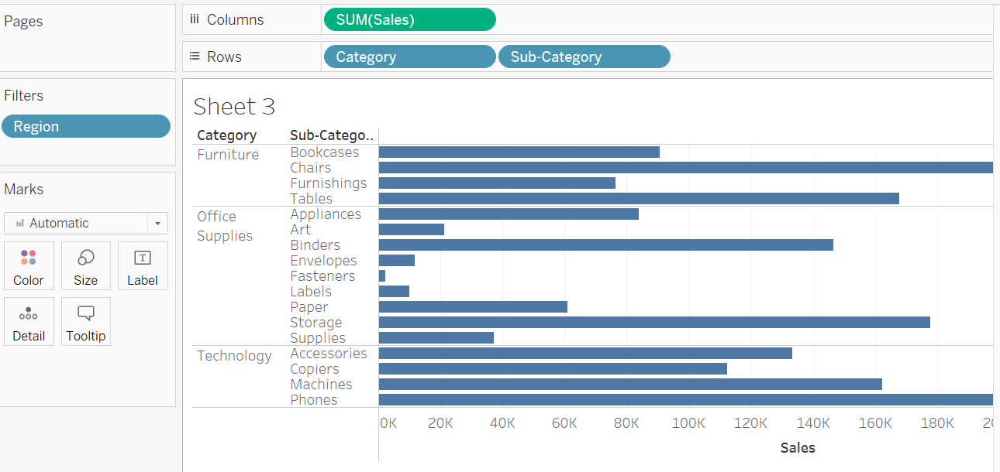 Pages
Columns
SUM(Sales)
Rows
Category
Sub-Category
Filters
Region
Marks
Automatic
Color
Size
Label
Detail
Tooltip
Sheet 3
Category
Sub-Catego..
Furniture
Bookcases
Chairs
Furnishings
Tables
Office
Supplies
Appliances
Art
Binders
Envelopes
Fasteners
Labels
Paper
Storage
Supplies
Technology
Accessories
Copiers
Machines
Phones
0K 20K 40K 60K 80K 100K 120K 140K 160K 180K
Sales